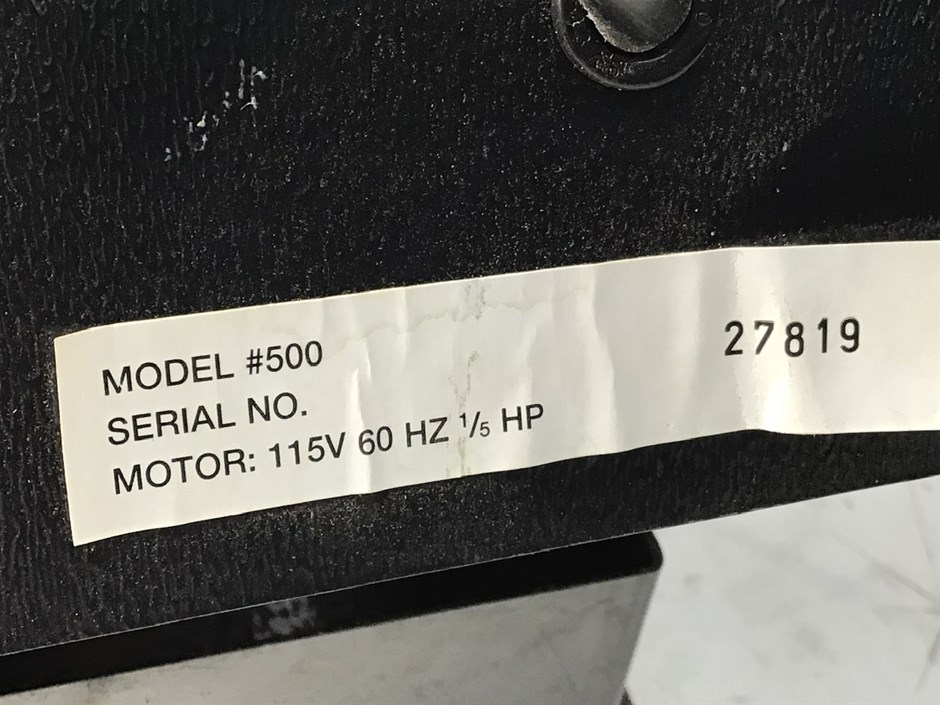 MODEL #500
SERIAL NO. 27819
MOTOR: 115V 60 HZ 1/5 HP